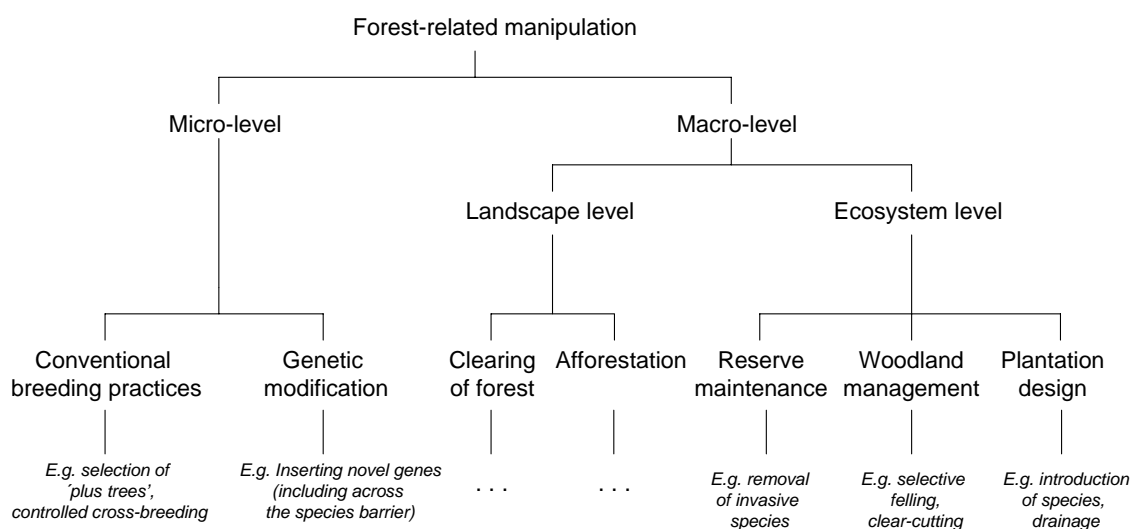 Forest-related manipulation
Micro-level
Macro-level
Landscape level
Ecosystem level
Conventional
breeding practices
Genetic
modification
Clearing
of forest
Afforestation
Reserve
maintenance
Woodland
management
Plantation
design
E.g. selection of
´plus trees’,
controlled cross-breeding
E.g. Inserting novel genes
(including across
the species barrier)
. . .
. . .
E.g. removal
of invasive
species
E.g. selective
felling,
clear-cutting
E.g. introduction
of species,
drainage